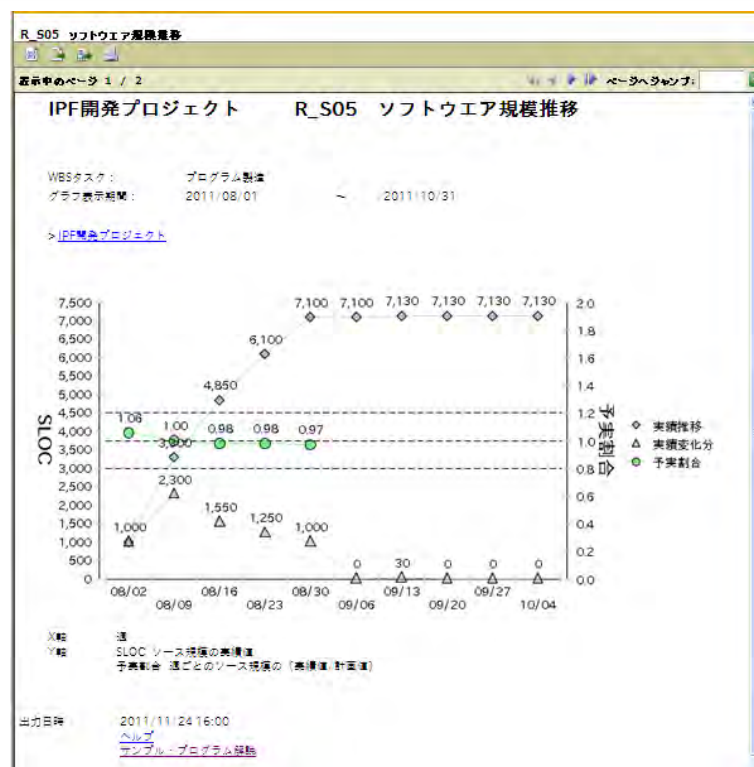 R_S05 ソフトウエア規模推移
表示中のページ 1 / 2 ページへジャンプ:
IPF開発プロジェクト R_S05 ソフトウエア規模推移
WBSタスク： プログラム製造
グラフ表示期間： 2011/08/01 ～ 2011/10/31
> IPF開発プロジェクト
7,100 7,100 7,130 7,130 7,130 7,130
7,500 2.0
7,000 1.8
6,500
6,100
6,000 1.6
5,500
5,000 1.4
4,850
4,500 1.2
1.06 1.00 0.98 0.98 0.97
4,000
3,500 1.0
3,000 0.8
2,500
2,300
2,000 0.6
1,550 1,250 1,000
1,500 0.4
1,000 1,000
500 0.2
0 30 0 0 0
0 0.0
SLOC
予実割合
実績推移
実績変化分
予実割合
08/02 08/16 08/30 09/13 09/27
08/09 08/23 09/06 09/20 10/04
X軸 週
Y軸 SLOC ソース規模の実績値
予実割合 週ごとのソース規模の（実績値/計画値）
出力日時 2011/11/24 16:00
ヘルプ
サンプル・プログラム解説